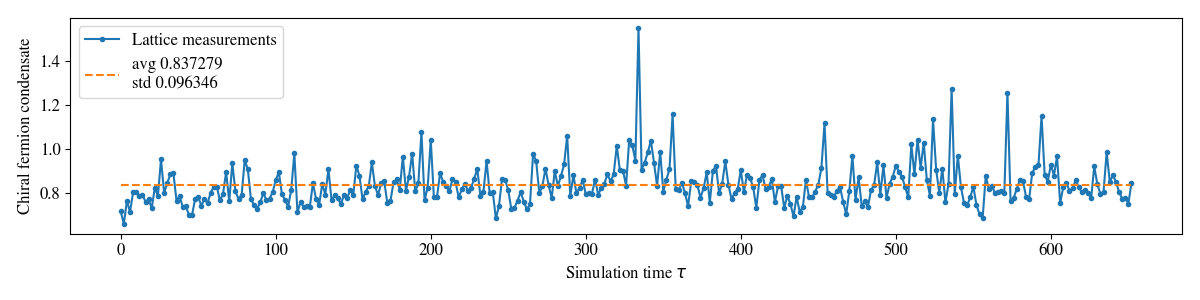 Lattice measurements
avg 0.837279
std 0.096346
Chiral fermion condensate
1.4
1.2
1.0
0.8
0 100 200 300 400 500 600
Simulation time τ